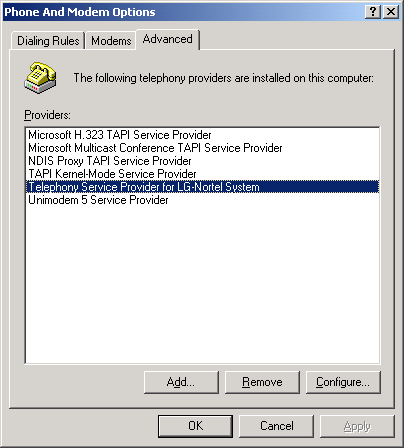 Phone And Modem Options
Dialing Rules Modems Advanced
The following telephony providers are installed on this computer:
Providers:
Microsoft H.323 TAPI Service Provider
Microsoft Multicast Conference TAPI Service Provider
NDIS Proxy TAPI Service Provider
TAPI Kernel-Mode Service Provider
Telephony Service Provider for LG-Nortel System
Unimodem 5 Service Provider
Add... Remove Configure...
OK Cancel Apply